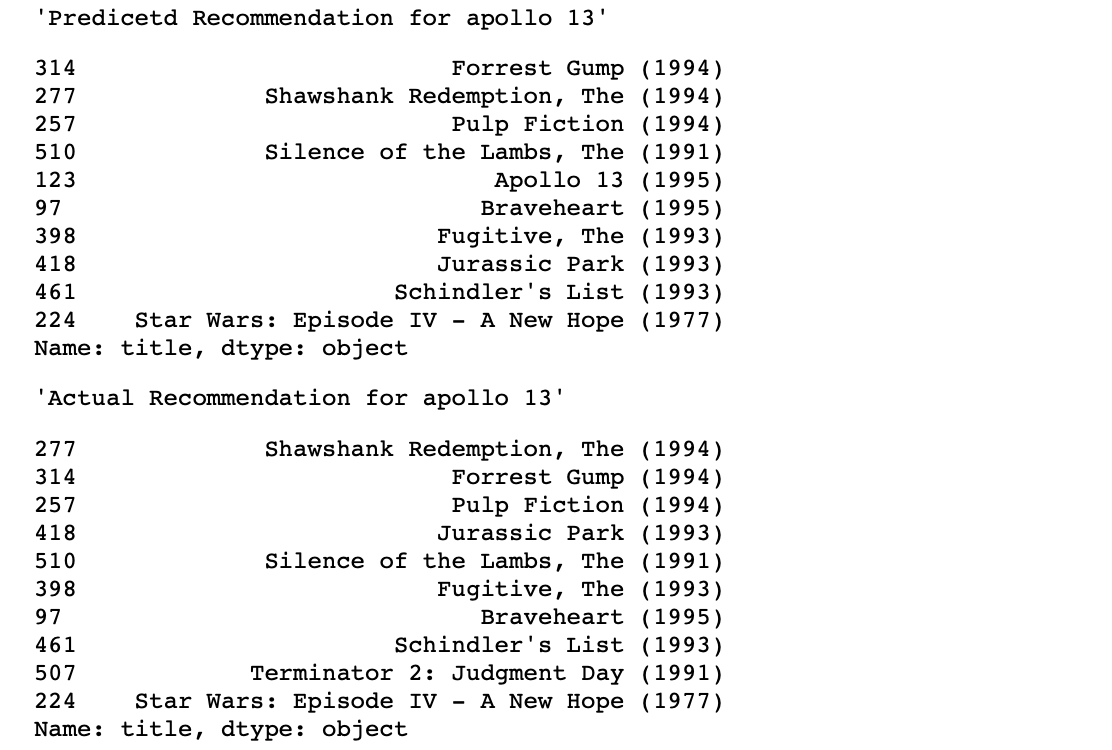 'Predicetd Recommendation for apollo 13'
314 Forrest Gump (1994)
277 Shawshank Redemption, The (1994)
257 Pulp Fiction (1994)
510 Silence of the Lambs, The (1991)
123 Apollo 13 (1995)
97 Braveheart (1995)
398 Fugitive, The (1993)
418 Jurassic Park (1993)
461 Schindler's List (1993)
224 Star Wars: Episode IV - A New Hope (1977)
Name: title, dtype: object
'Actual Recommendation for apollo 13'
277 Shawshank Redemption, The (1994)
314 Forrest Gump (1994)
257 Pulp Fiction (1994)
418 Jurassic Park (1993)
510 Silence of the Lambs, The (1991)
398 Fugitive, The (1993)
97 Braveheart (1995)
461 Schindler's List (1993)
507 Terminator 2: Judgment Day (1991)
224 Star Wars: Episode IV - A New Hope (1977)
Name: title, dtype: object